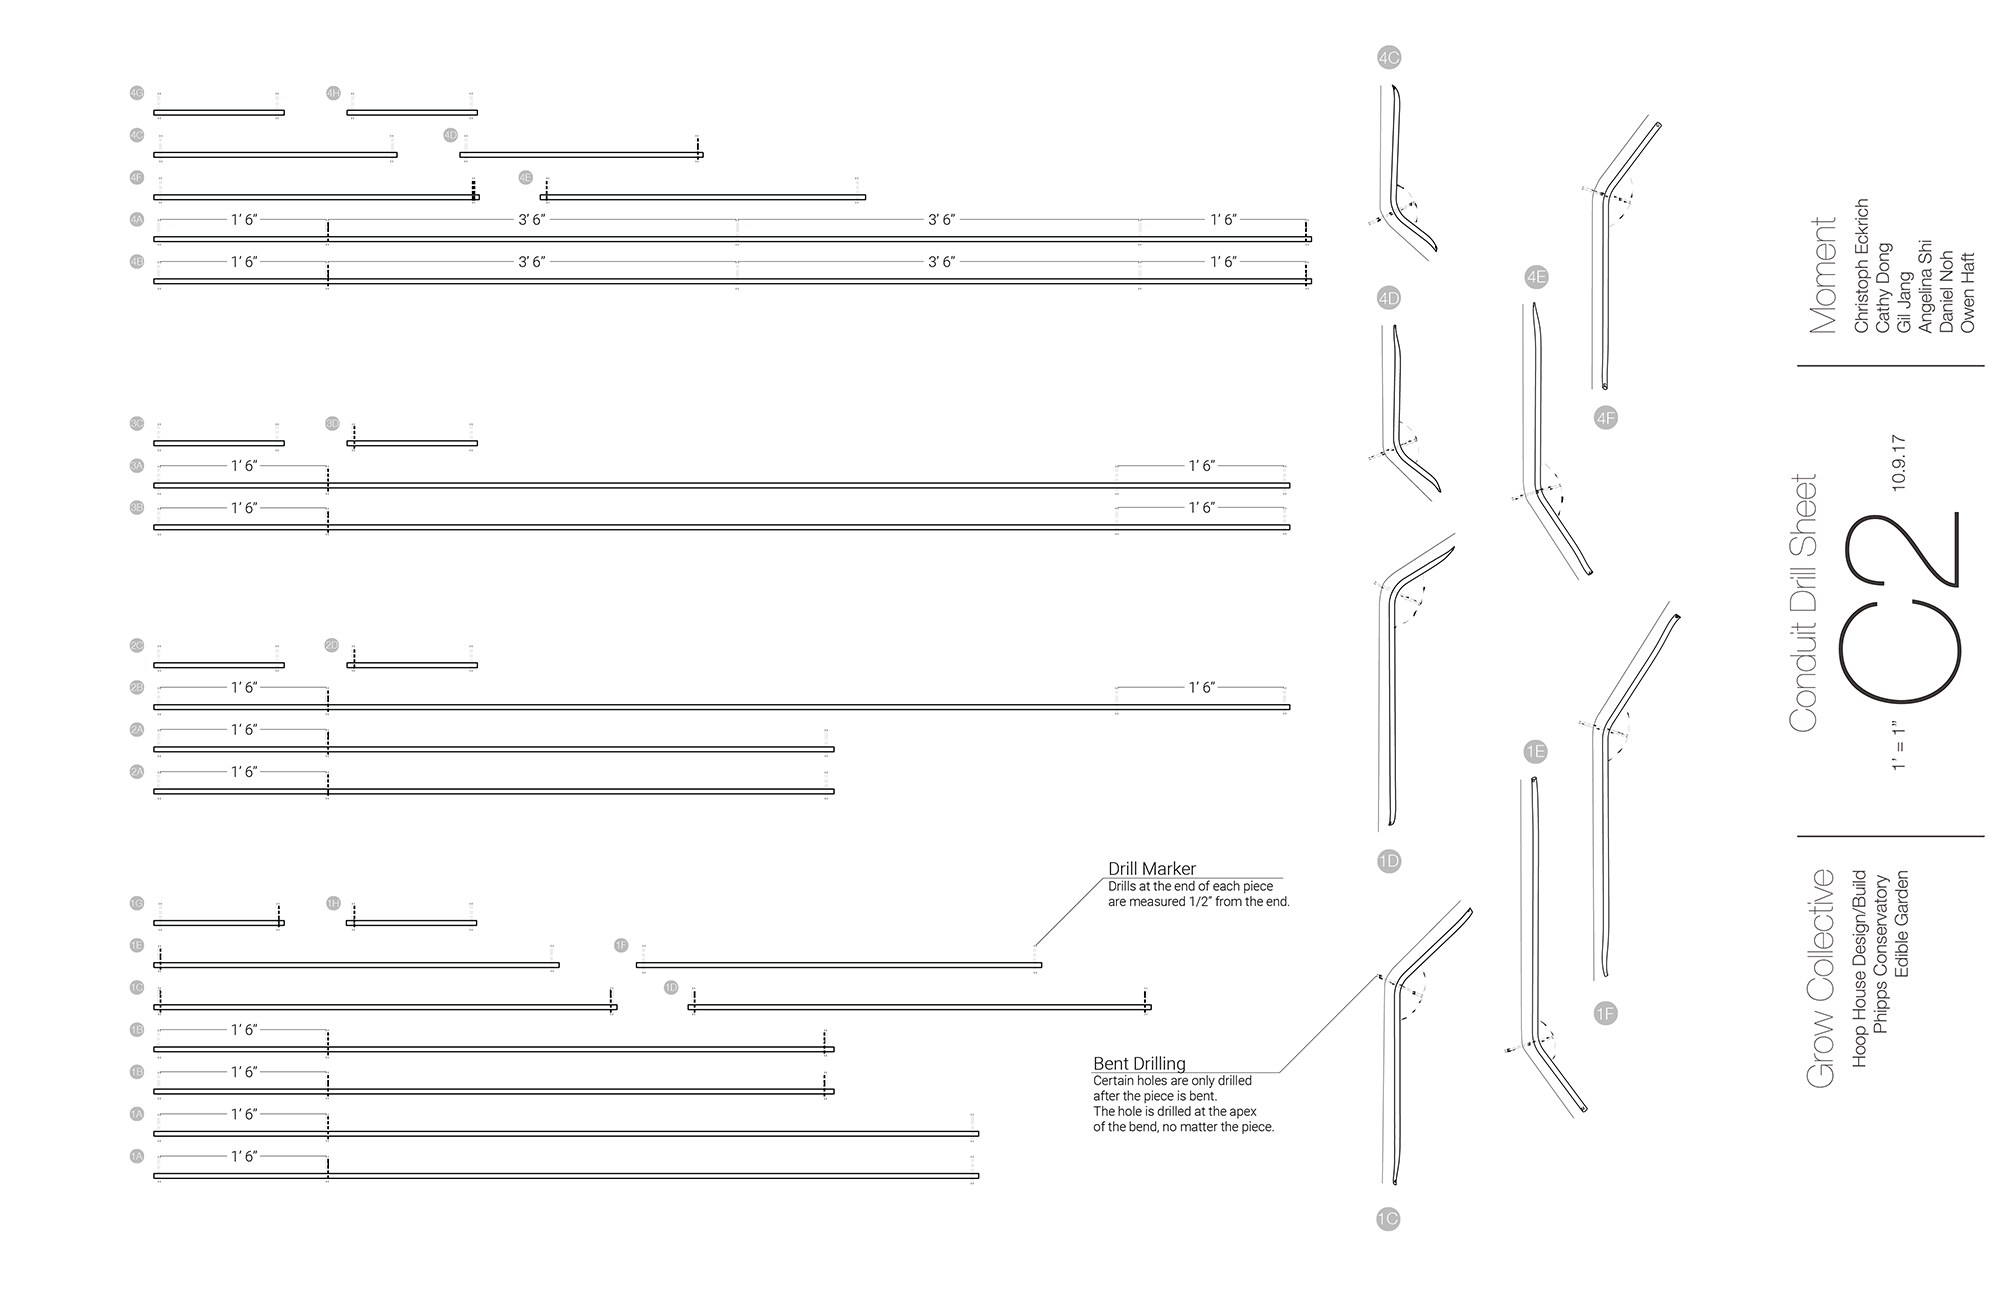 4G 4H
4C 4D
4F 4E
4A 1' 6" 3' 6" 3' 6" 1' 6"
4B 1' 6" 3' 6" 3' 6" 1' 6"
3C 3D
3A 1' 6" 1' 6"
3B 1' 6" 1' 6"
2C 2D
2B 1' 6" 1' 6"
2A 1' 6"
2A 1' 6"
1G 1H
1E 1F
1C 1D
1B 1' 6"
1B 1' 6"
1A 1' 6"
1A 1' 6"
Drill Marker
Drills at the end of each piece
are measured 1/2" from the end.
Bent Drilling
Certain holes are only drilled
after the piece is bent.
The hole is drilled at the apex
of the bend, no matter the piece.
4C
4D
4E
4F
1D
1E
1F
1C
Grow Collective
Hoop House Design/Build
Phipps Conservatory
Edible Garden
Conduit Drill Sheet
C2
1' = 1"
10.9.17
Moment
Christoph Eckrich
Cathy Dong
Gil Jang
Angelina Shi
Daniel Noh
Owen Haft